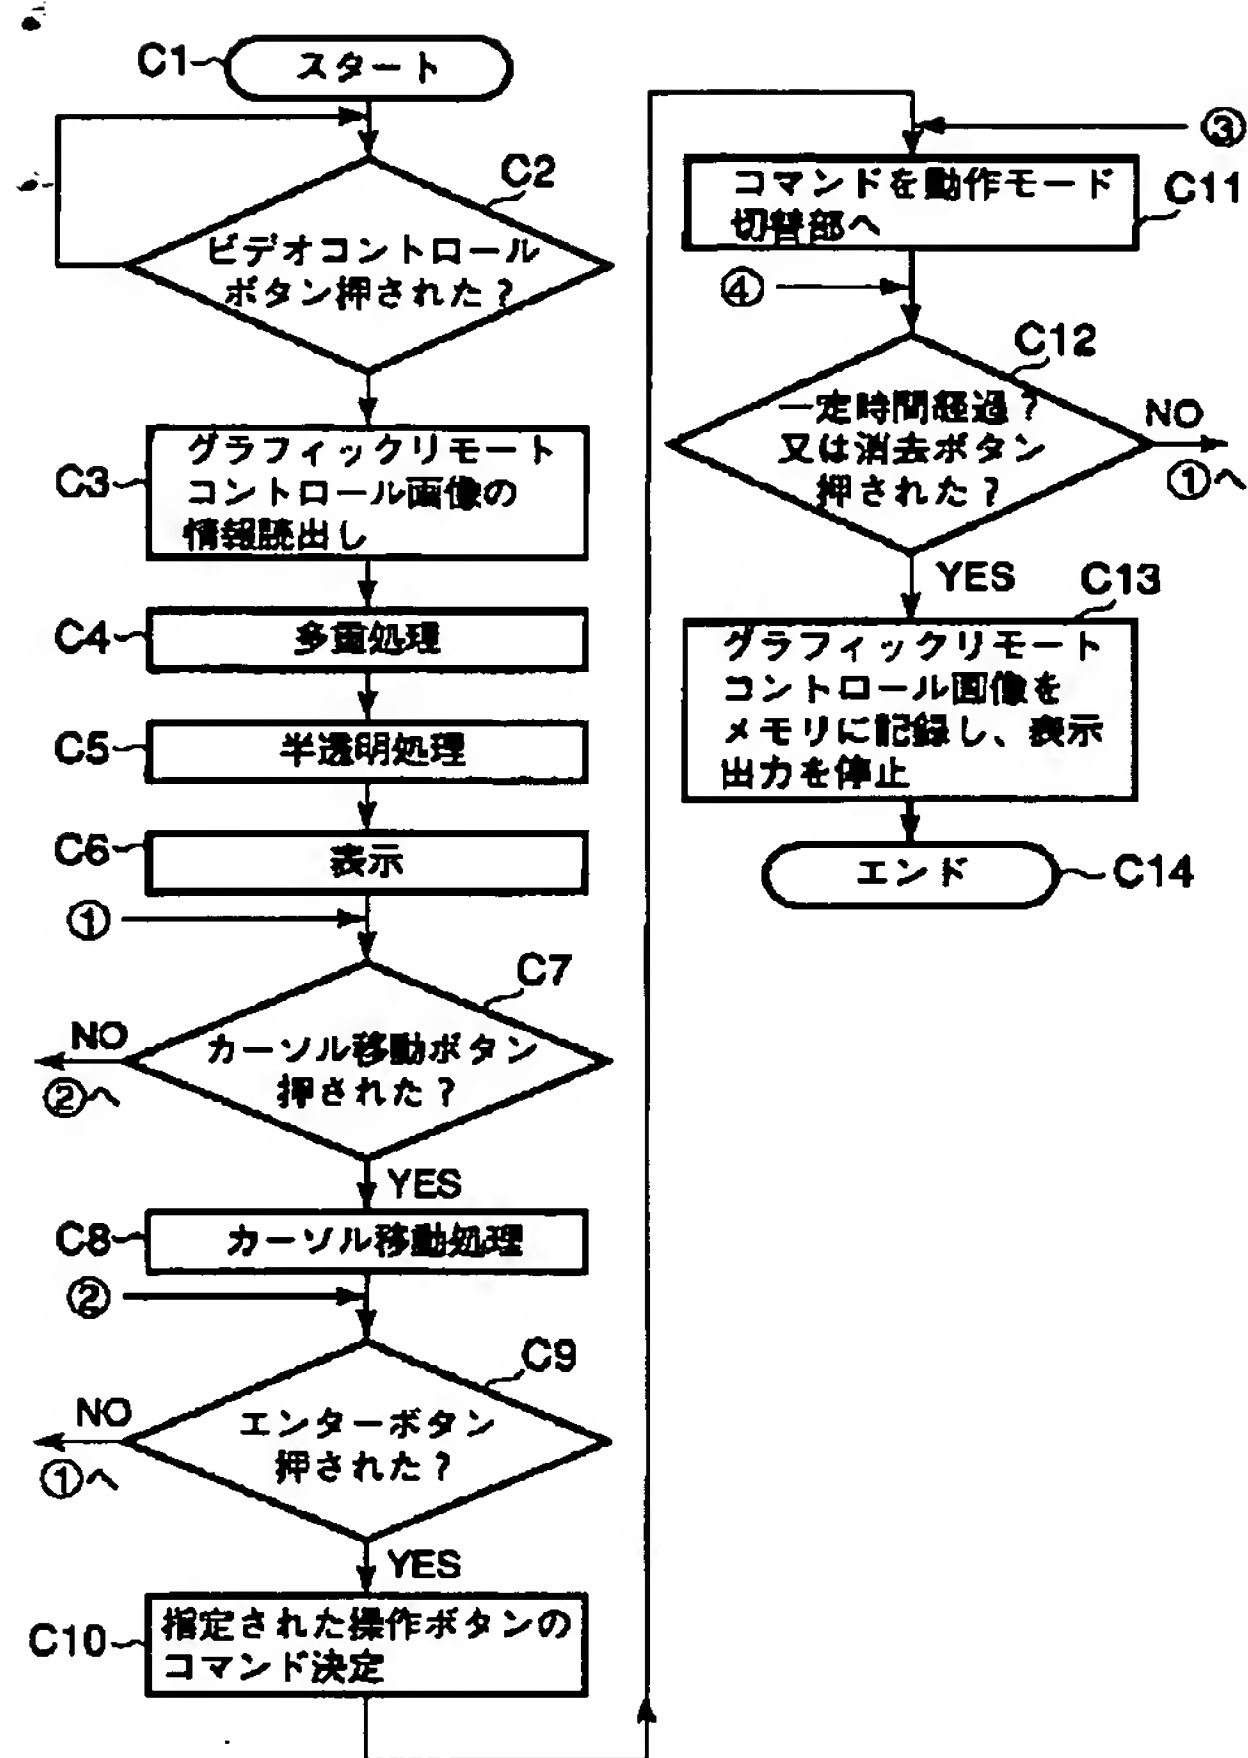 C1
スタート
C2
ビデオコントロール
ボタン押された?
C3
グラフィックリモート
コントロール画像の
情報読出し
C4
多重処理
C5
半透明処理
C6
表示
①
C7
カーソル移動ボタン
押された?
NO
②へ
YES
C8
カーソル移動処理
②
C9
エンターボタン
押された?
NO
①へ
YES
C10
指定された操作ボタンの
コマンド決定
③
C11
コマンドを動作モード
切替部へ
④
C12
一定時間経過?
又は消去ボタン
押された?
NO
①へ
YES
C13
グラフィックリモート
コントロール画像を
メモリに記録し、表示
出力を停止
エンド
C14